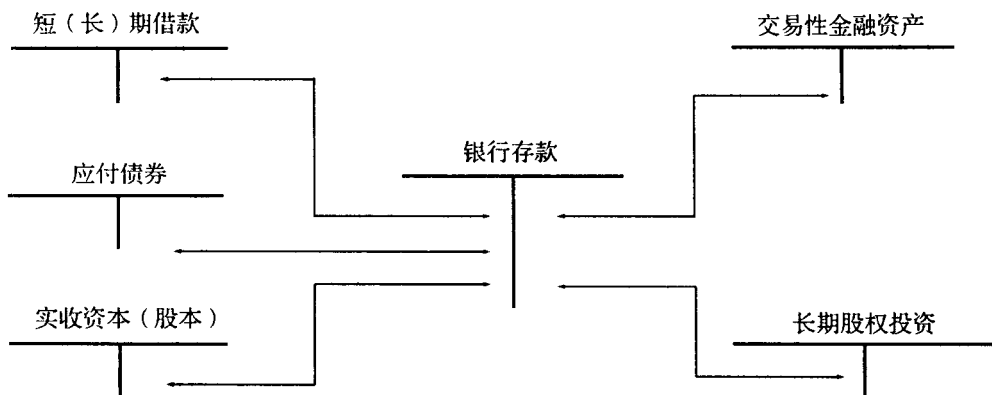 短（长）期借款
交易性金融资产
银行存款
应付债券
实收资本（股本）
长期股权投资